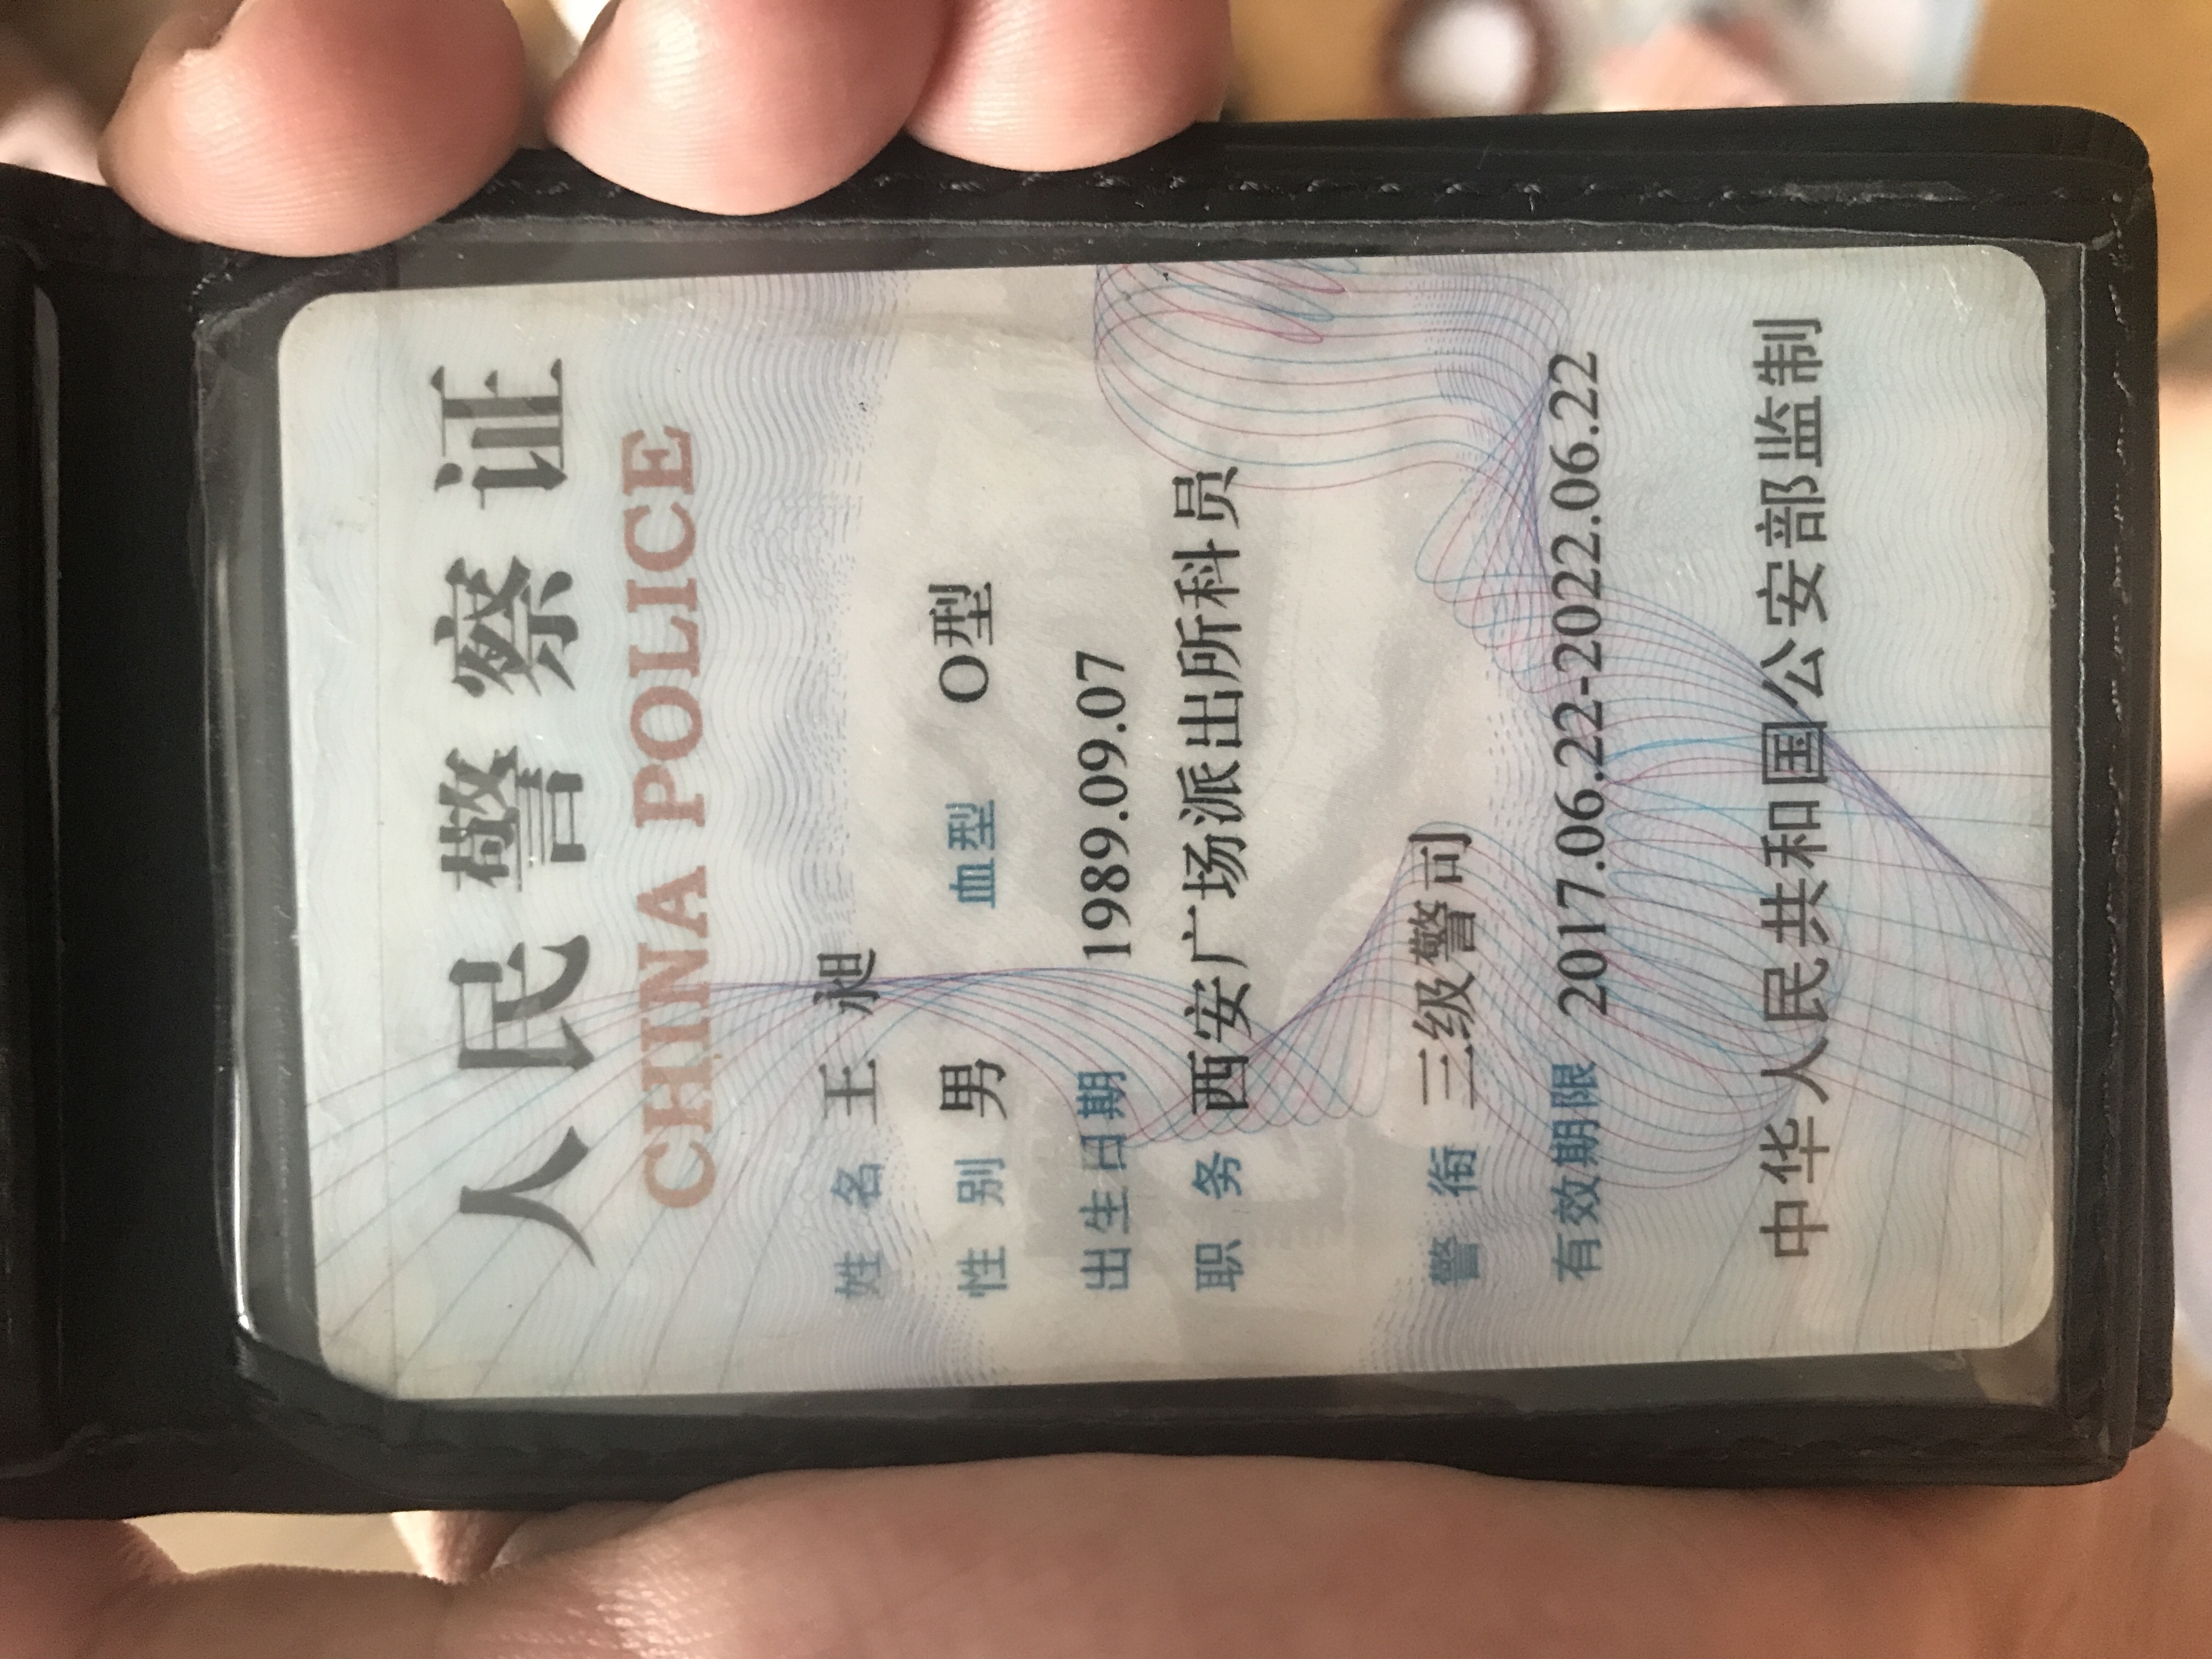 人民警察证
CHINA POLICE
姓 名 王 昶
性 别 男 血型 O型
出生日期 1989.09.07
职 务 西安广场派出所科员
警 衔 三级警司
有效期限 2017.06.22-2022.06.22
中华人民共和国公安部监制